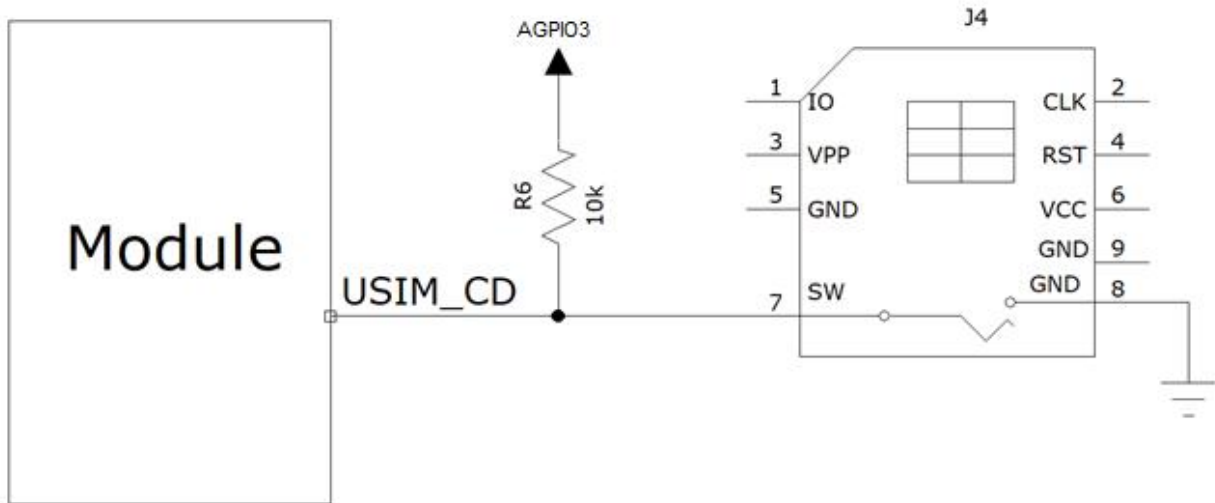 AGPIO3
J4
1
IO
CLK
2
3
VPP
RST
4
R6
10k
5
GND
VCC
6
Module
GND
9
USIM_CD
7
SW
GND
8